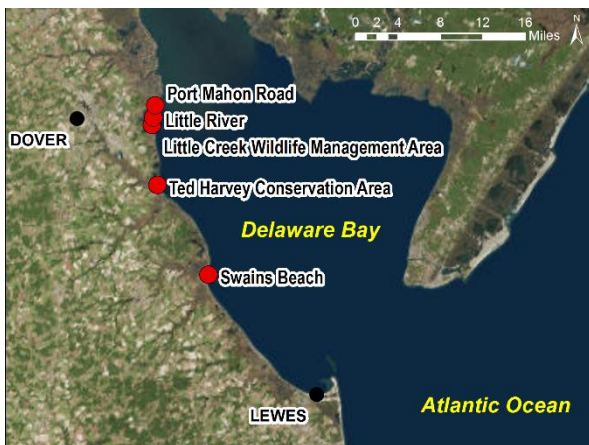 N
0 2 4 8 12 16
Miles
Port Mahon Road
DOVER
Little River
Little Creek Wildlife Management Area
Ted Harvey Conservation Area
Delaware Bay
Swains Beach
Atlantic Ocean
LEWES